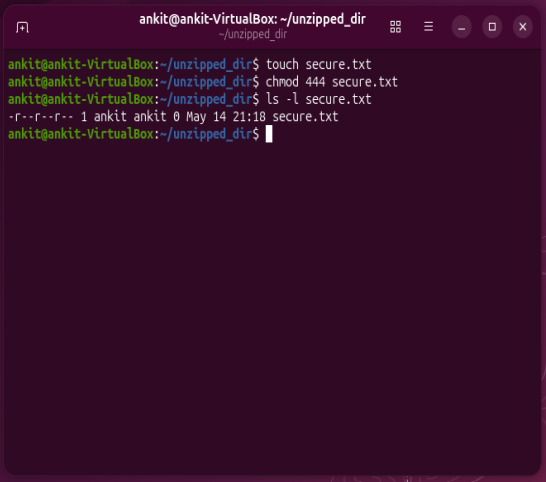 ankit@ankit-VirtualBox: ~/unzipped_dir
~/unzipped_dir
ankit@ankit-VirtualBox:~/unzipped_dir$ touch secure.txt
ankit@ankit-VirtualBox:~/unzipped_dir$ chmod 444 secure.txt
ankit@ankit-VirtualBox:~/unzipped_dir$ ls -l secure.txt
-r--r--r-- 1 ankit ankit 0 May 14 21:18 secure.txt
ankit@ankit-VirtualBox:~/unzipped_dir$